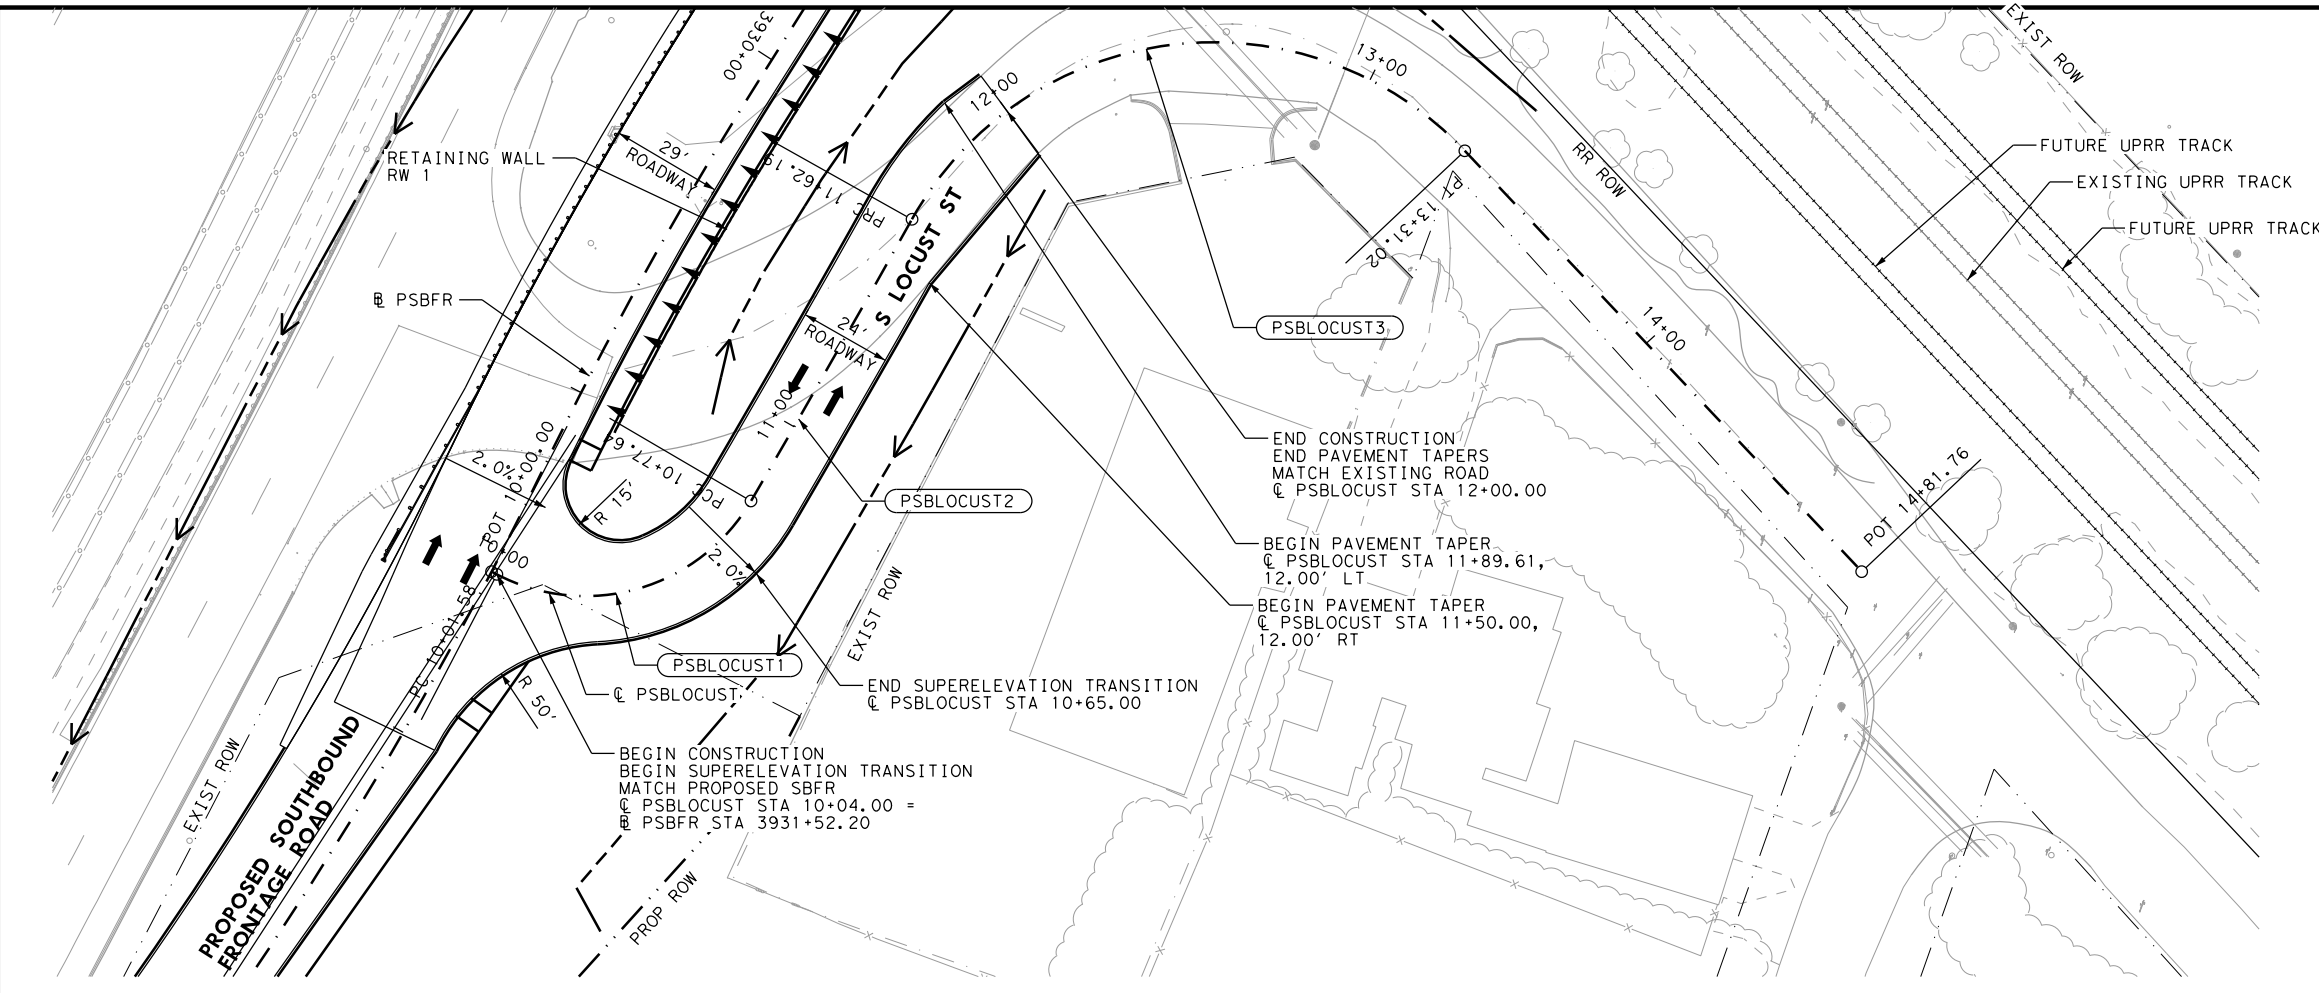 3930+00
12+00
13+00
EXIST ROW
RETAINING WALL
RW 1
29'
ROADWAY
PRC 11+62.19
S LOCUST ST
PT 13+31.02
RR ROW
FUTURE UPRR TRACK
EXISTING UPRR TRACK
FUTURE UPRR TRACK
℄ PSBFR
24'
ROADWAY
PSBLOCUST3
14+00
11+00
PCC 10+77.64
2.0%
POT 10+00.00
R 15'
PSBLOCUST2
END CONSTRUCTION
END PAVEMENT TAPERS
MATCH EXISTING ROAD
℄ PSBLOCUST STA 12+00.00
POT 14+81.76
10+00
2.0%
BEGIN PAVEMENT TAPER
℄ PSBLOCUST STA 11+89.61,
12.00' LT
PC 10+01.58
EXIST ROW
BEGIN PAVEMENT TAPER
℄ PSBLOCUST STA 11+50.00,
12.00' RT
PSBLOCUST1
℄ PSBLOCUST
R 50'
END SUPERELEVATION TRANSITION
℄ PSBLOCUST STA 10+65.00
EXIST ROW
PROPOSED SOUTHBOUND
FRONTAGE ROAD
BEGIN CONSTRUCTION
BEGIN SUPERELEVATION TRANSITION
MATCH PROPOSED SBFR
℄ PSBLOCUST STA 10+04.00 =
℄ PSBFR STA 3931+52.20
PROP ROW